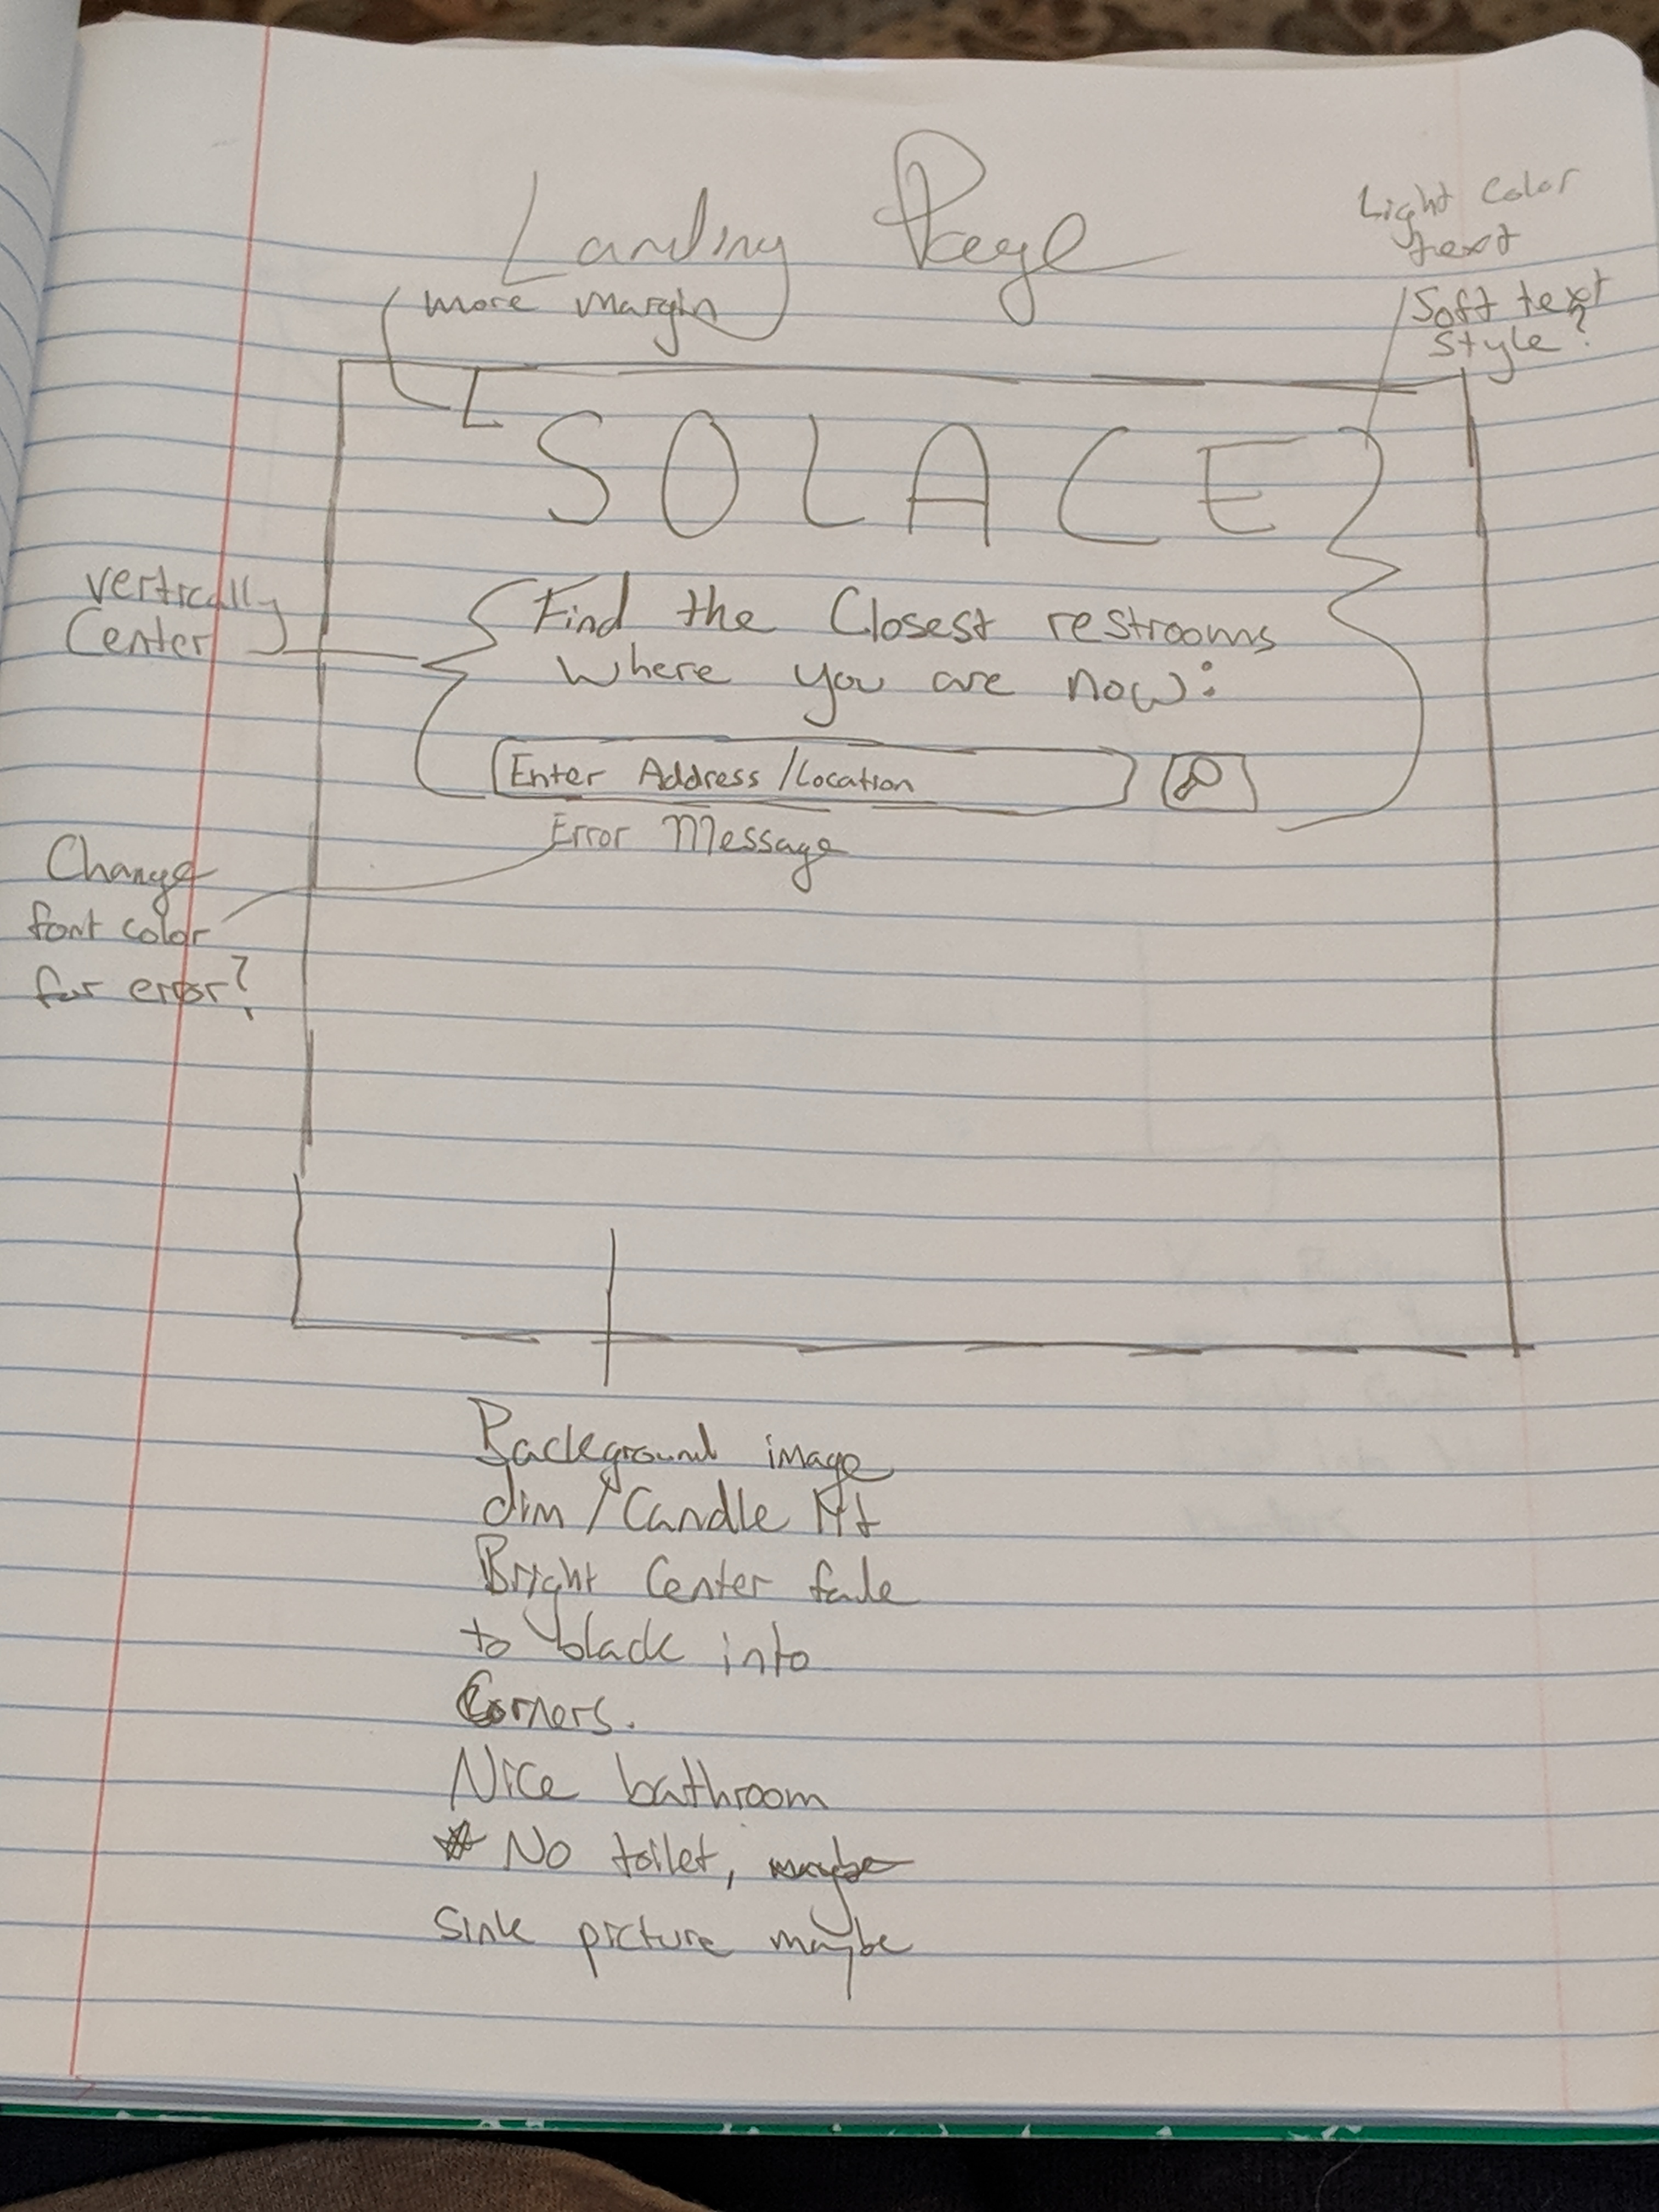 Landing Page
more margin
Light Color
text
Soft text
Style?
SOLACE
vertically
Center
Find the Closest restrooms
where you are now:
Enter Address/Location
Error Message
Change
font color
for error?
Background image
dim/Candle lit
Bright Center fade
to black into
Corners.
Nice bathroom
* No toilet, maybe
Sink picture maybe